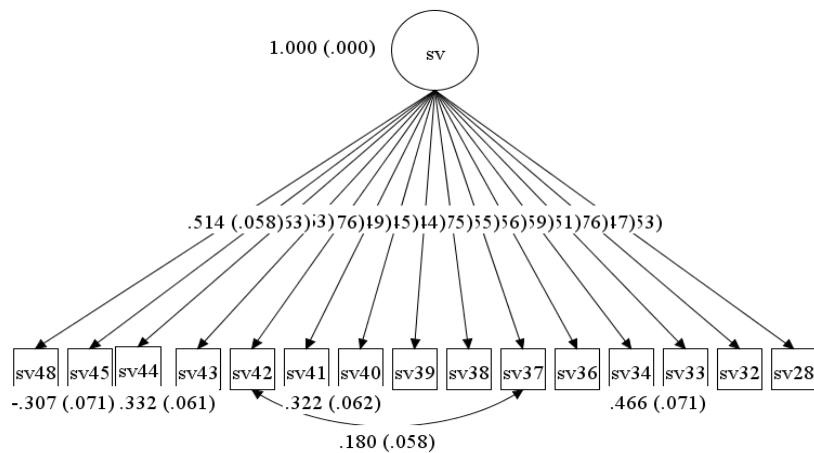 1.000 (.000) sv
.514 (.058)53)53)76)49)45)44)75)55)56)59)51)76)47)53)
sv48 sv45 sv44 sv43 sv42 sv41 sv40 sv39 sv38 sv37 sv36 sv34 sv33 sv32 sv28
-.307 (.071) .332 (.061) .322 (.062) .466 (.071)
.180 (.058)